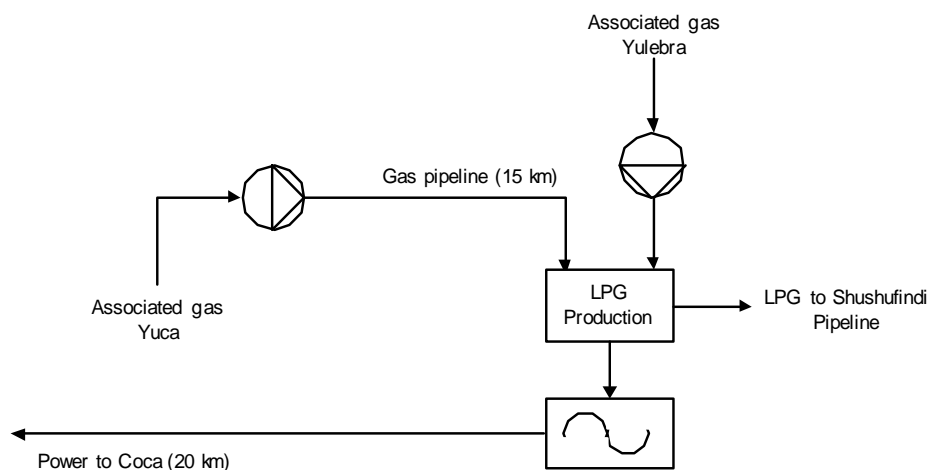 Associated gas
Yulebra
Gas pipeline (15 km)
Associated gas
Yuca
LPG
Production
LPG to Shushufindi
Pipeline
Power to Coca (20 km)